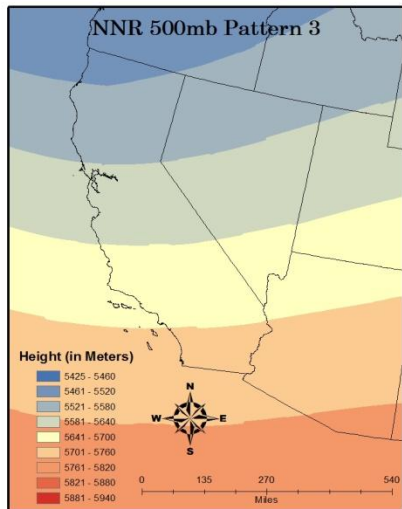 NNR 500mb Pattern 3
Height (in Meters)
5425 - 5460
5461 - 5520
5521 - 5580
5581 - 5640
5641 - 5700
5701 - 5760
5761 - 5820
5821 - 5880
5881 - 5940
N
W E
S
0 135 270 540
Miles